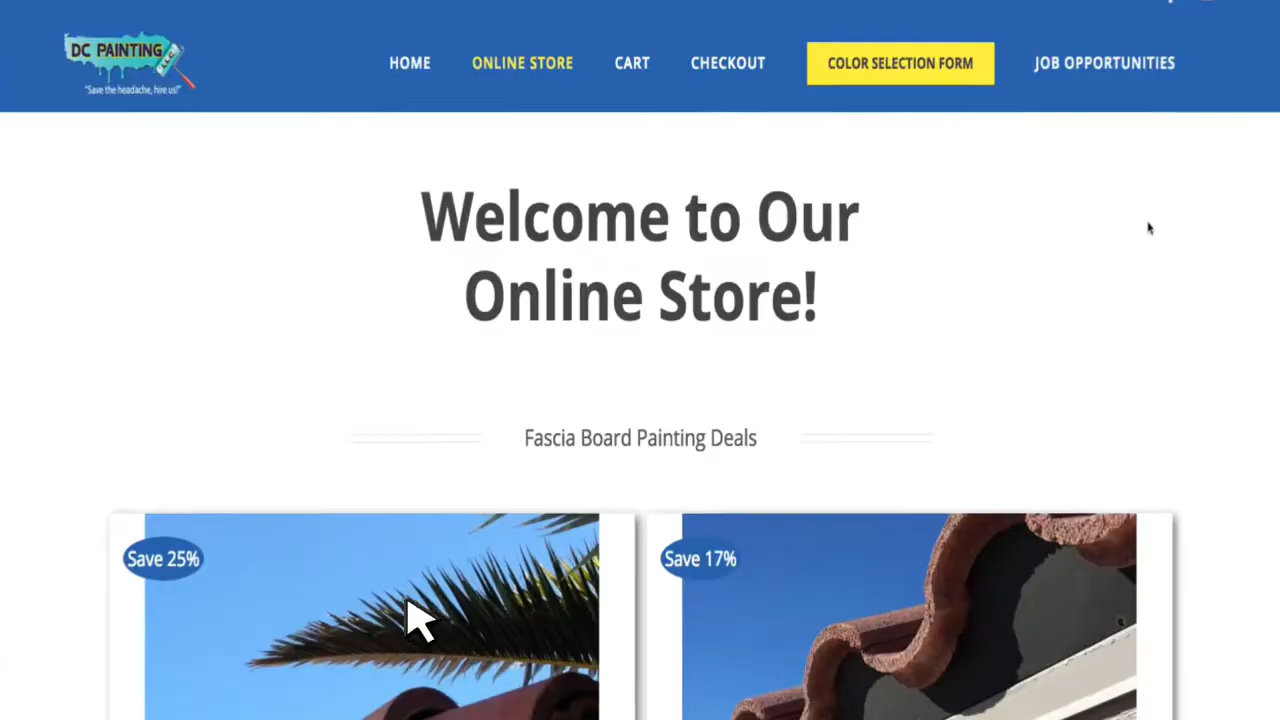 DC PAINTING
LLC
"Save the headache, hire us!"
HOME
ONLINE STORE
CART
CHECKOUT
COLOR SELECTION FORM
JOB OPPORTUNITIES
Welcome to Our
Online Store!
Fascia Board Painting Deals
Save 25%
Save 17%